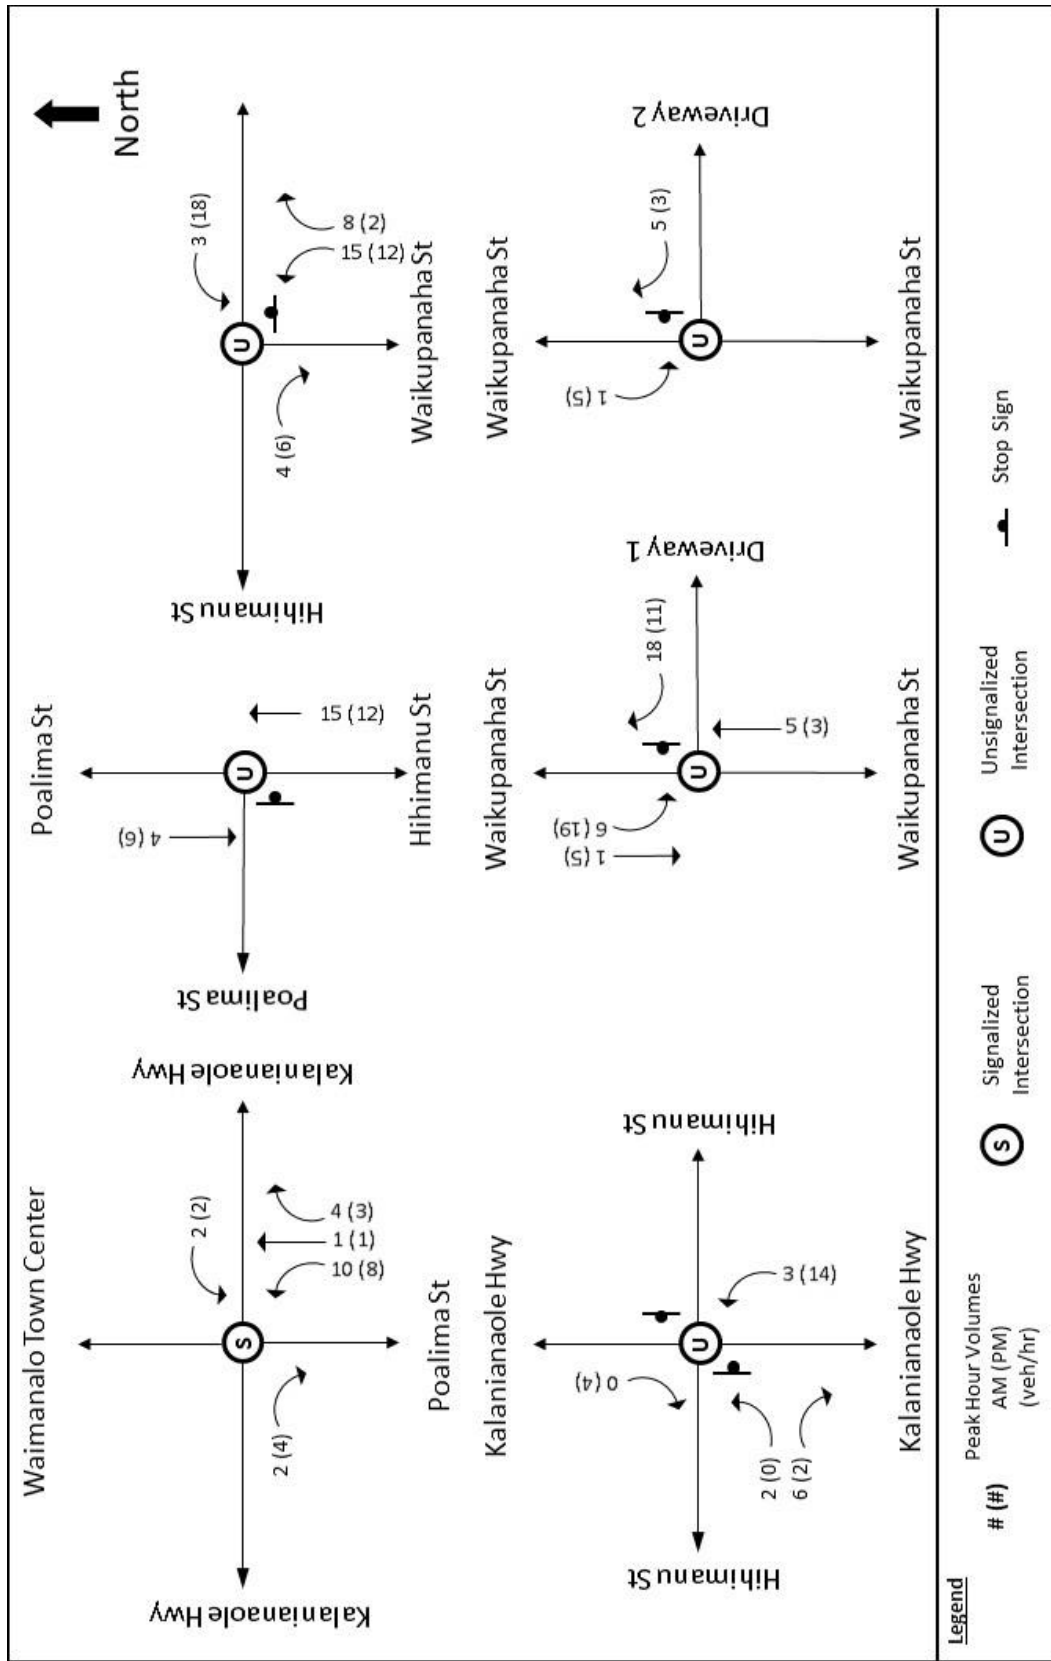 North
Waimanalo Town Center
Kalanianaole Hwy
Kalanianaole Hwy
Poalima St
2 (2)
4 (3)
1 (1)
10 (8)
2 (4)
Poalima St
Poalima St
Hihimanu St
4 (6)
15 (12)
Hihimanu St
Waikupanaha St
3 (18)
8 (2)
15 (12)
4 (6)
Kalanianaole Hwy
Hihimanu St
Hihimanu St
Kalanianaole Hwy
0 (4)
3 (14)
2 (0)
6 (2)
Waikupanaha St
Driveway 1
Waikupanaha St
18 (11)
6 (19)
1 (5)
5 (3)
Waikupanaha St
Driveway 2
Waikupanaha St
5 (3)
1 (5)
U
U
U
U
S
U
Legend
# (#)
Peak Hour Volumes
AM (PM)
(veh/hr)
S
Signalized
Intersection
U
Unsignalized
Intersection
Stop Sign